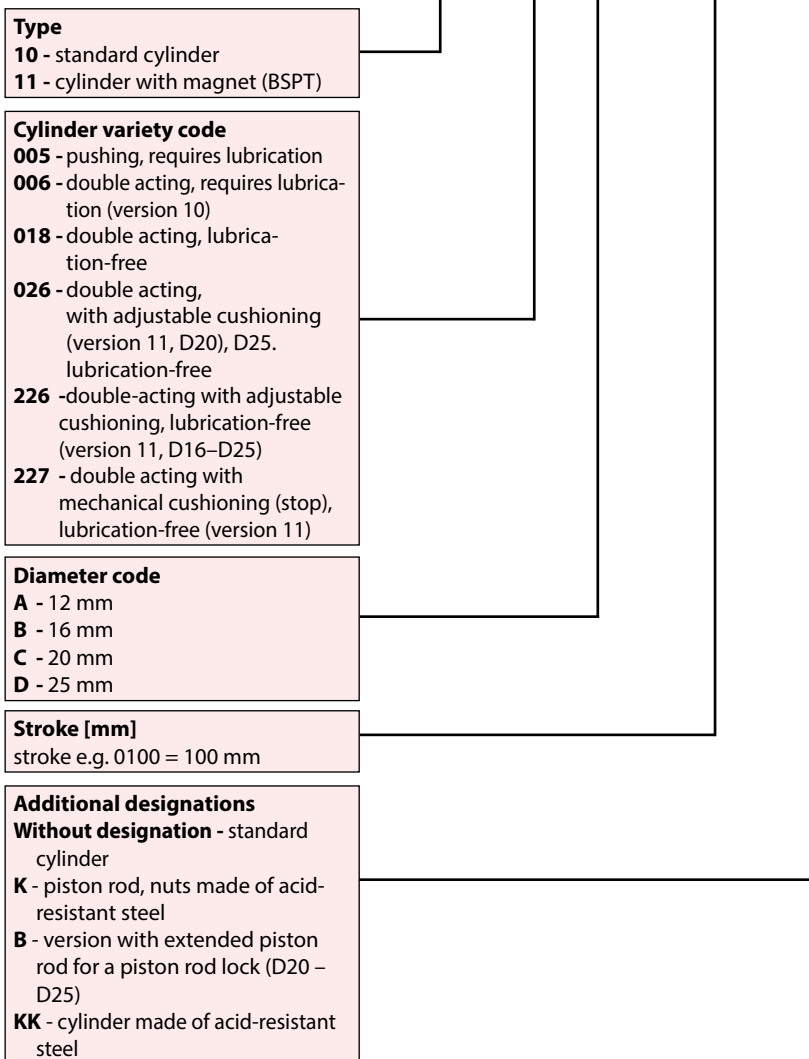 Type
10 - standard cylinder
11 - cylinder with magnet (BSPT)
Cylinder variety code
005 - pushing, requires lubrication
006 - double acting, requires lubrica-
tion (version 10)
018 - double acting, lubrica-
tion-free
026 - double acting,
with adjustable cushioning
(version 11, D20), D25.
lubrication-free
226 -double-acting with adjustable
cushioning, lubrication-free
(version 11, D16–D25)
227 - double acting with
mechanical cushioning (stop),
lubrication-free (version 11)
Diameter code
A - 12 mm
B - 16 mm
C - 20 mm
D - 25 mm
Stroke [mm]
stroke e.g. 0100 = 100 mm
Additional designations
Without designation - standard
cylinder
K - piston rod, nuts made of acid-
resistant steel
B - version with extended piston
rod for a piston rod lock (D20 –
D25)
KK - cylinder made of acid-resistant
steel